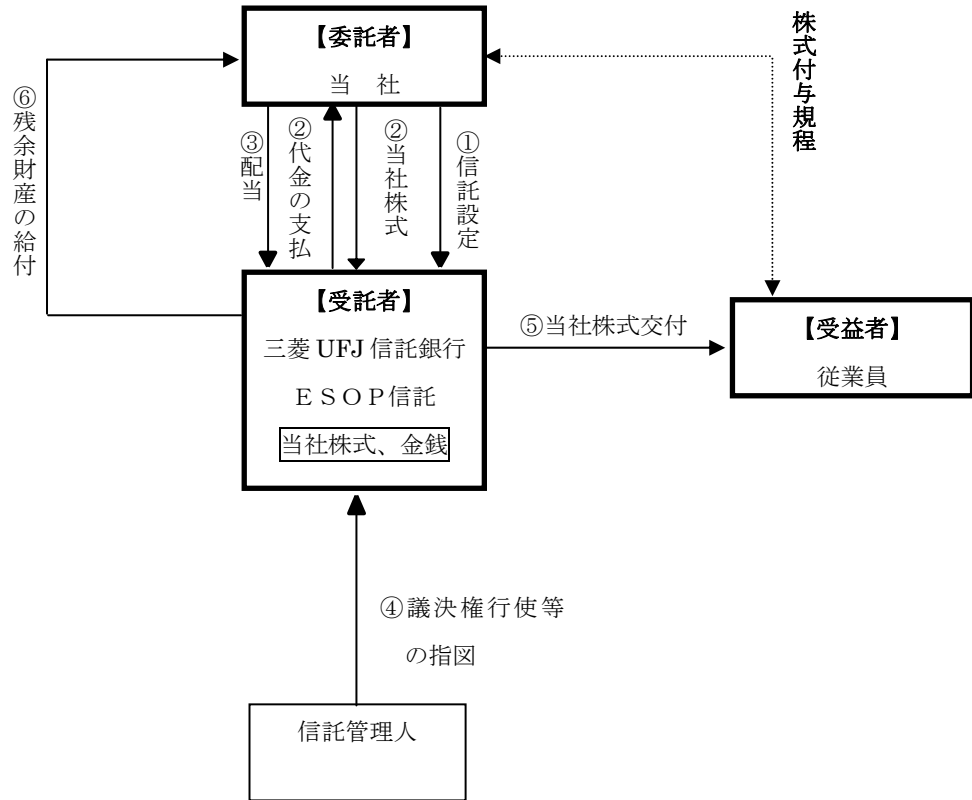 【委託者】
当 社
株式付与規程
⑥残余財産の給付
③配当
②代金の支払
②当社株式
①信託設定
【受託者】
三菱 UFJ 信託銀行
ＥＳＯＰ信託
当社株式、金銭
⑤当社株式交付
【受益者】
従業員
④議決権行使等
の指図
信託管理人